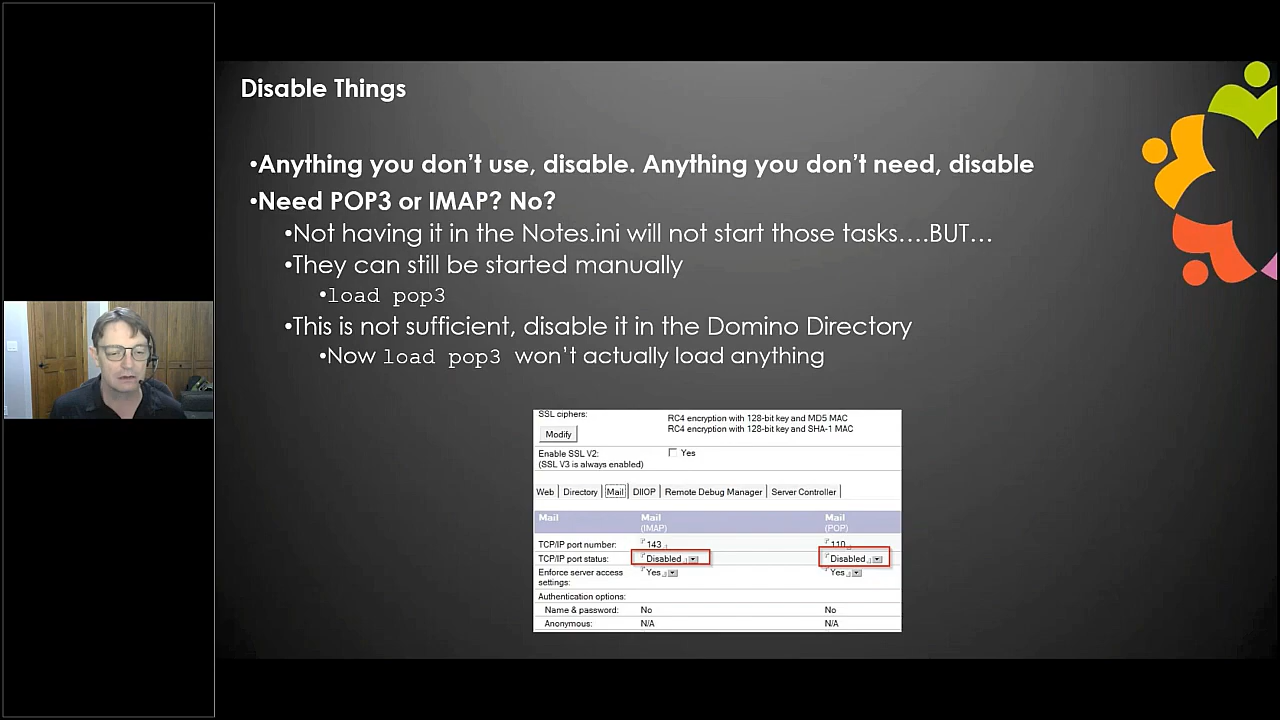 Disable Things
•Anything you don't use, disable. Anything you don't need, disable
•Need POP3 or IMAP? No?
•Not having it in the Notes.ini will not start those tasks….BUT…
•They can still be started manually
•load pop3
•This is not sufficient, disable it in the Domino Directory
•Now load pop3 won't actually load anything
SSL ciphers:
RC4 encryption with 128-bit key and MD5 MAC
RC4 encryption with 128-bit key and SHA-1 MAC
Modify
Enable SSL V2: Yes
(SSL V3 is always enabled)
Web Directory Mail DIIOP Remote Debug Manager Server Controller
Mail Mail Mail
(IMAP) (POP)
TCP/IP port number: 143 110
TCP/IP port status: Disabled Disabled
Enforce server access Yes Yes
settings:
Authentication options:
Name & password: No No
Anonymous: N/A N/A